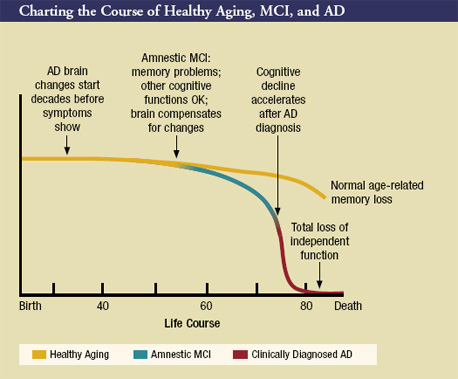 Charting the Course of Healthy Aging, MCI, and AD
AD brain
changes start
decades before
symptoms
show
Amnestic MCI:
memory problems;
other cognitive
functions OK;
brain compensates
for changes
Cognitive
decline
accelerates
after AD
diagnosis
Normal age-related
memory loss
Total loss of
independent
function
Birth 40 60 80 Death
Life Course
Healthy Aging Amnestic MCI Clinically Diagnosed AD